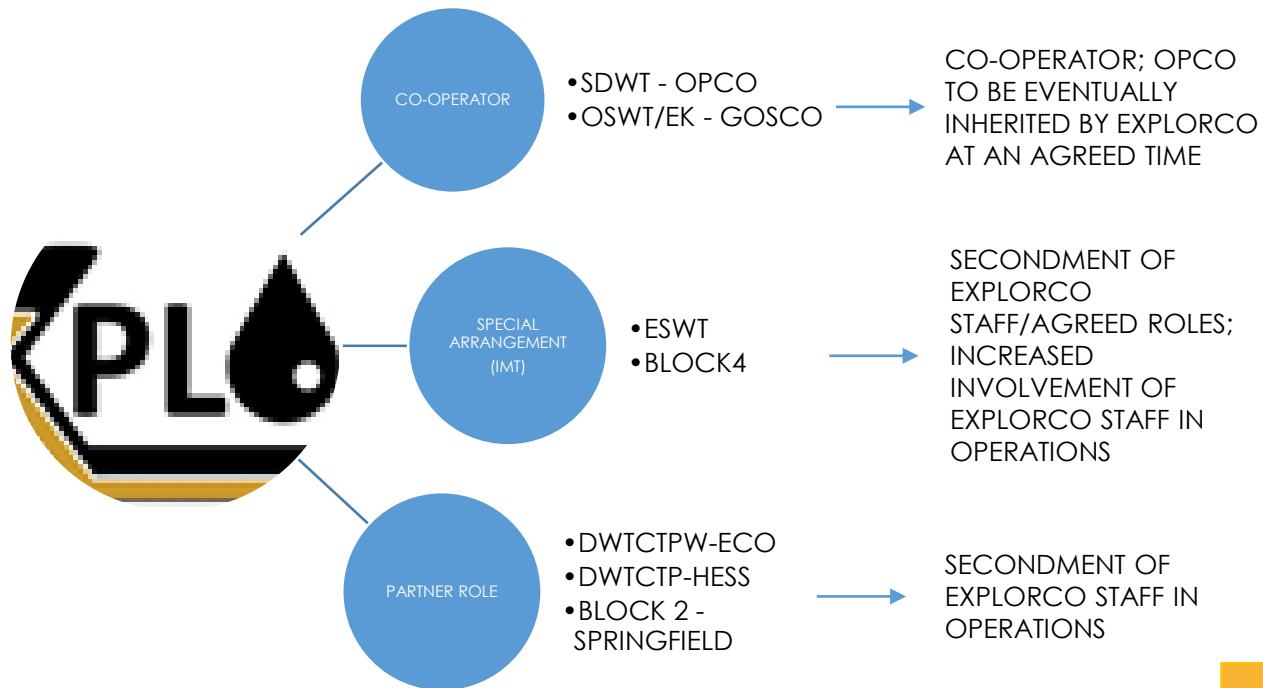 CO-OPERATOR
•SDWT - OPCO
•OSWT/EK - GOSCO
CO-OPERATOR; OPCO
TO BE EVENTUALLY
INHERITED BY EXPLORCO
AT AN AGREED TIME
PLO
SPECIAL
ARRANGEMENT
(IMT)
•ESWT
•BLOCK4
SECONDMENT OF
EXPLORCO
STAFF/AGREED ROLES;
INCREASED
INVOLVEMENT OF
EXPLORCO STAFF IN
OPERATIONS
PARTNER ROLE
•DWTCTPW-ECO
•DWTCTP-HESS
•BLOCK 2 -
SPRINGFIELD
SECONDMENT OF
EXPLORCO STAFF IN
OPERATIONS